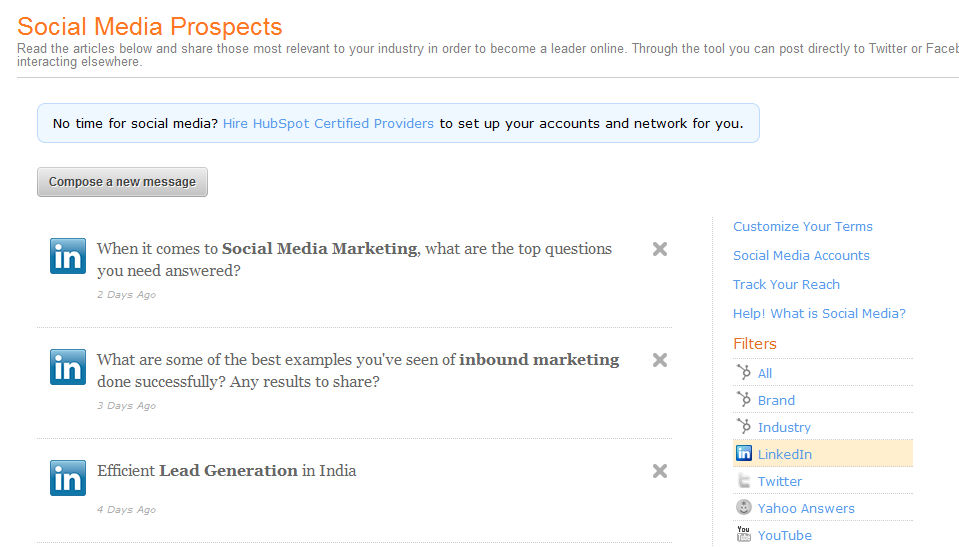 Social Media Prospects
Read the articles below and share those most relevant to your industry in order to become a leader online. Through the tool you can post directly to Twitter or Faceb
interacting elsewhere.
No time for social media? Hire HubSpot Certified Providers to set up your accounts and network for you.
Compose a new message
in When it comes to Social Media Marketing, what are the top questions
you need answered?
2 Days Ago
in What are some of the best examples you've seen of inbound marketing
done successfully? Any results to share?
3 Days Ago
in Efficient Lead Generation in India
4 Days Ago
Customize Your Terms
Social Media Accounts
Track Your Reach
Help! What is Social Media?
Filters
All
Brand
Industry
in LinkedIn
Twitter
Yahoo Answers
You Tube YouTube